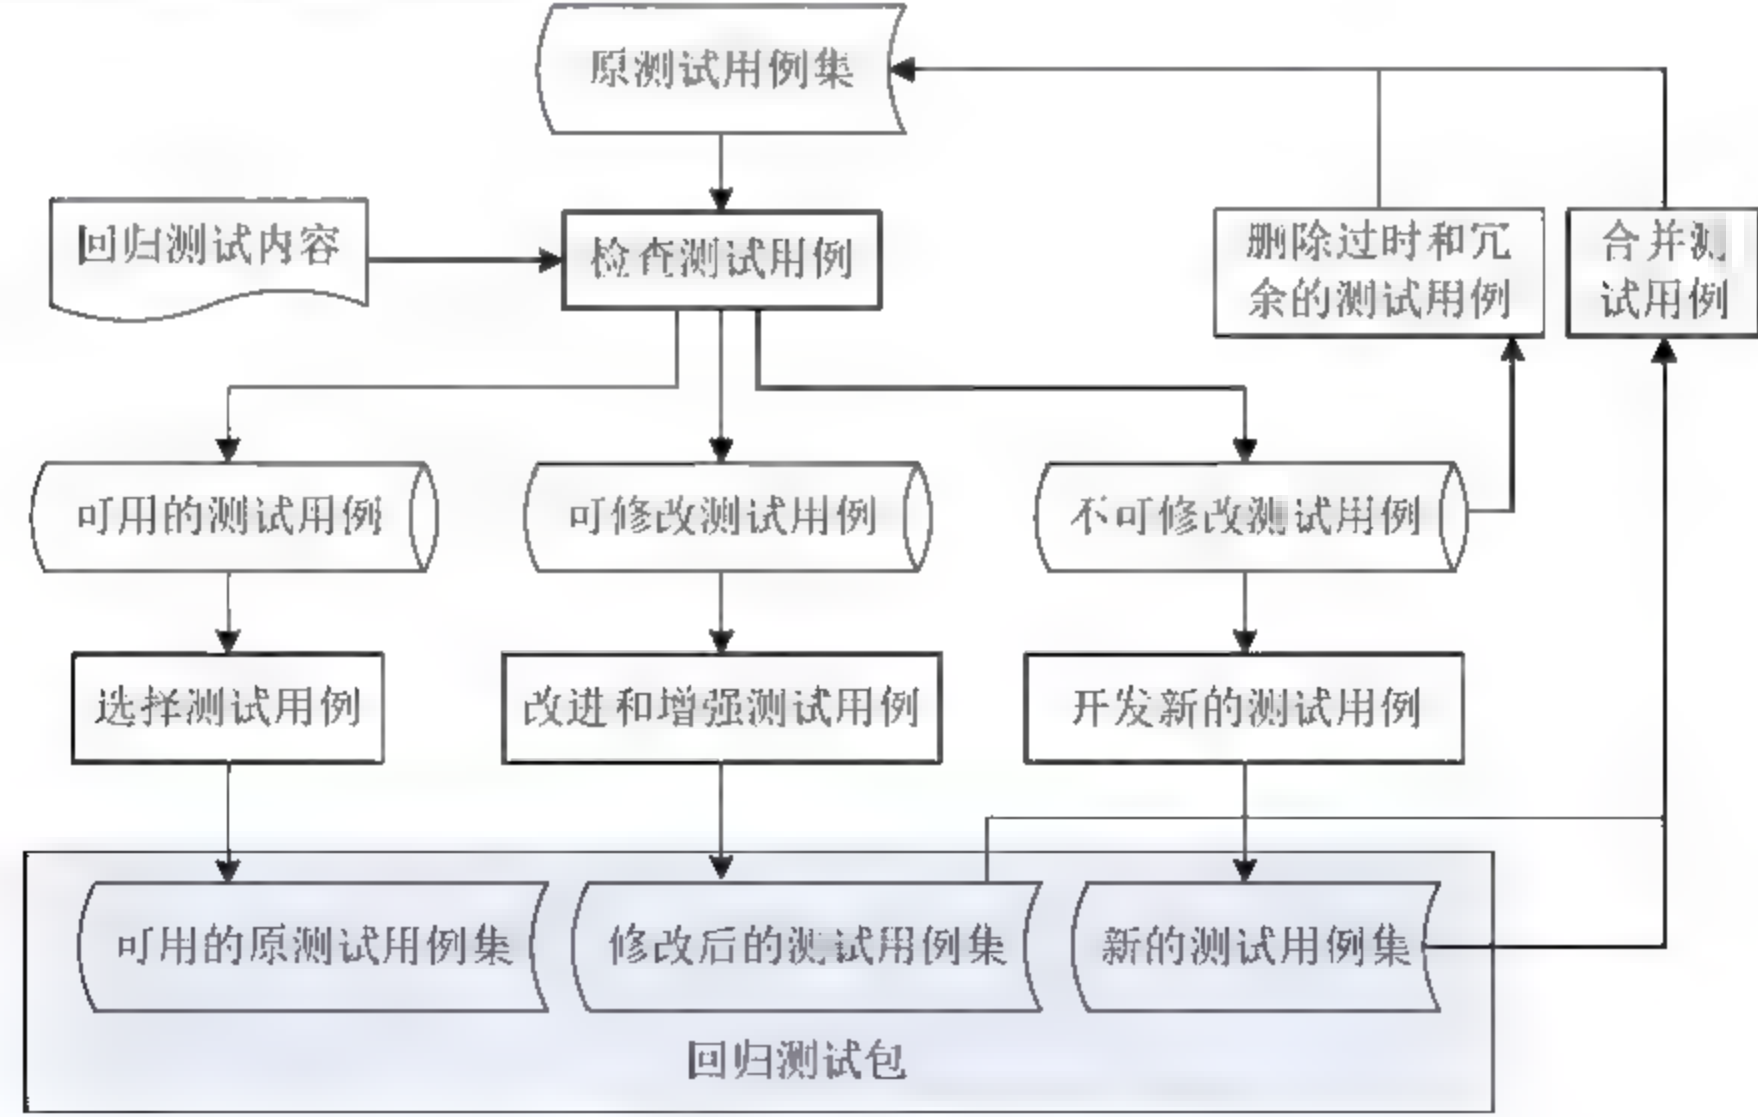 原测试用例集
回归测试内容
检查测试用例
删除过时和冗
余的测试用例
合并测
试用例
可用的测试用例
可修改测试用例
不可修改测试用例
选择测试用例
改进和增强测试用例
开发新的测试用例
可用的原测试用例集
修改后的测试用例集
新的测试用例集
回归测试包